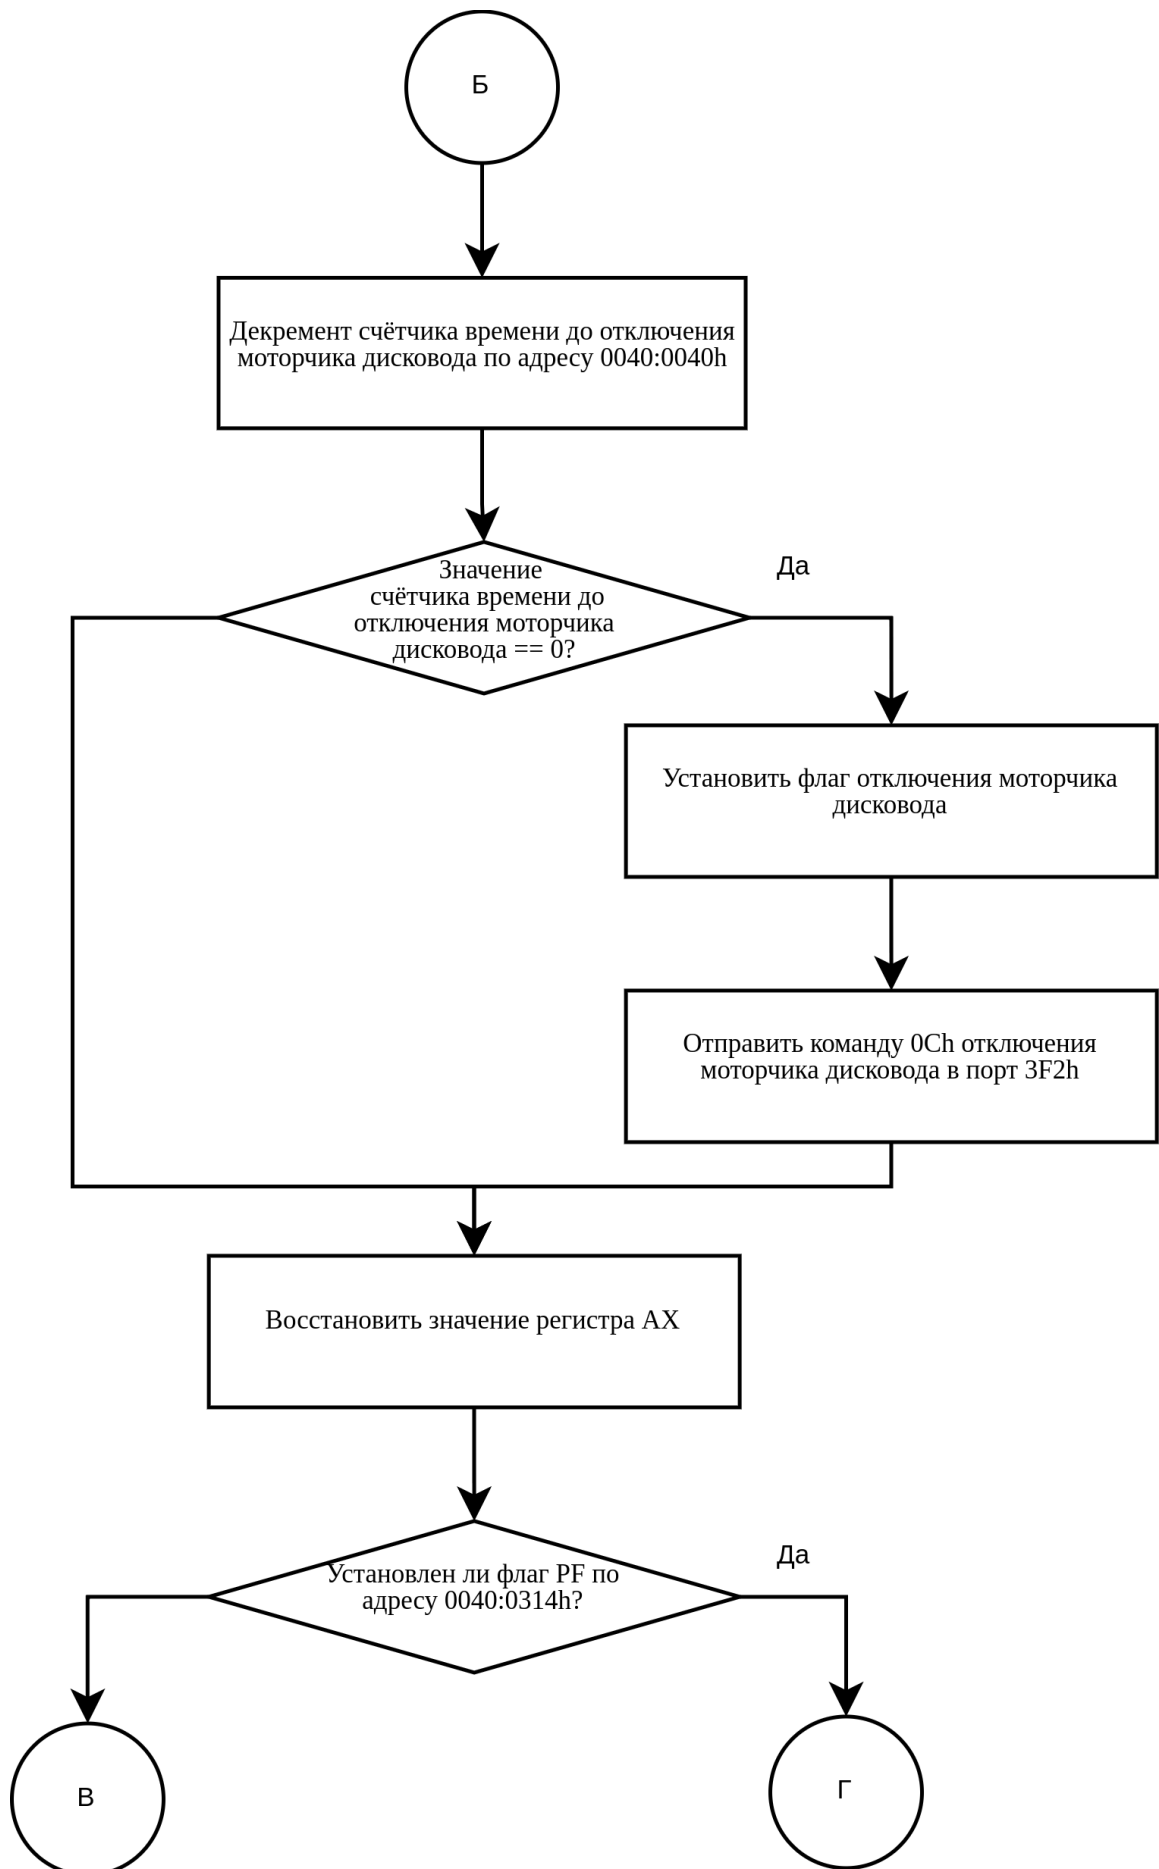 Б
Декремент счётчика времени до отключения
моторчика дисковода по адресу 0040:0040h
Значение
счётчика времени до
отключения моторчика
дисковода == 0?
Да
Установить флаг отключения моторчика
дисковода
Отправить команду 0Ch отключения
моторчика дисковода в порт 3F2h
Восстановить значение регистра AX
Установлен ли флаг PF по
адресу 0040:0314h?
Да
В
Г